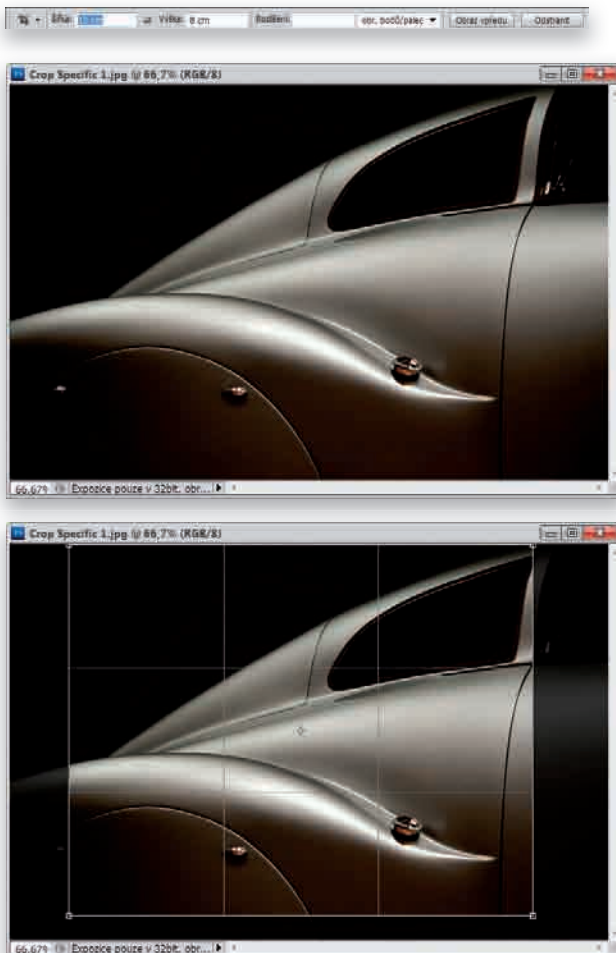 Šířka: 10 cm Výška: 8 cm Rozlišení: obr. bodů/palec Obraz vpředu Odstranit
Crop Specific 1.jpg @ 66,7% (RGB/8)
66,67% Expozice pouze v 32bit. obr...
Crop Specific 1.jpg @ 66,7% (RGB/8)
66,67% Expozice pouze v 32bit. obr...